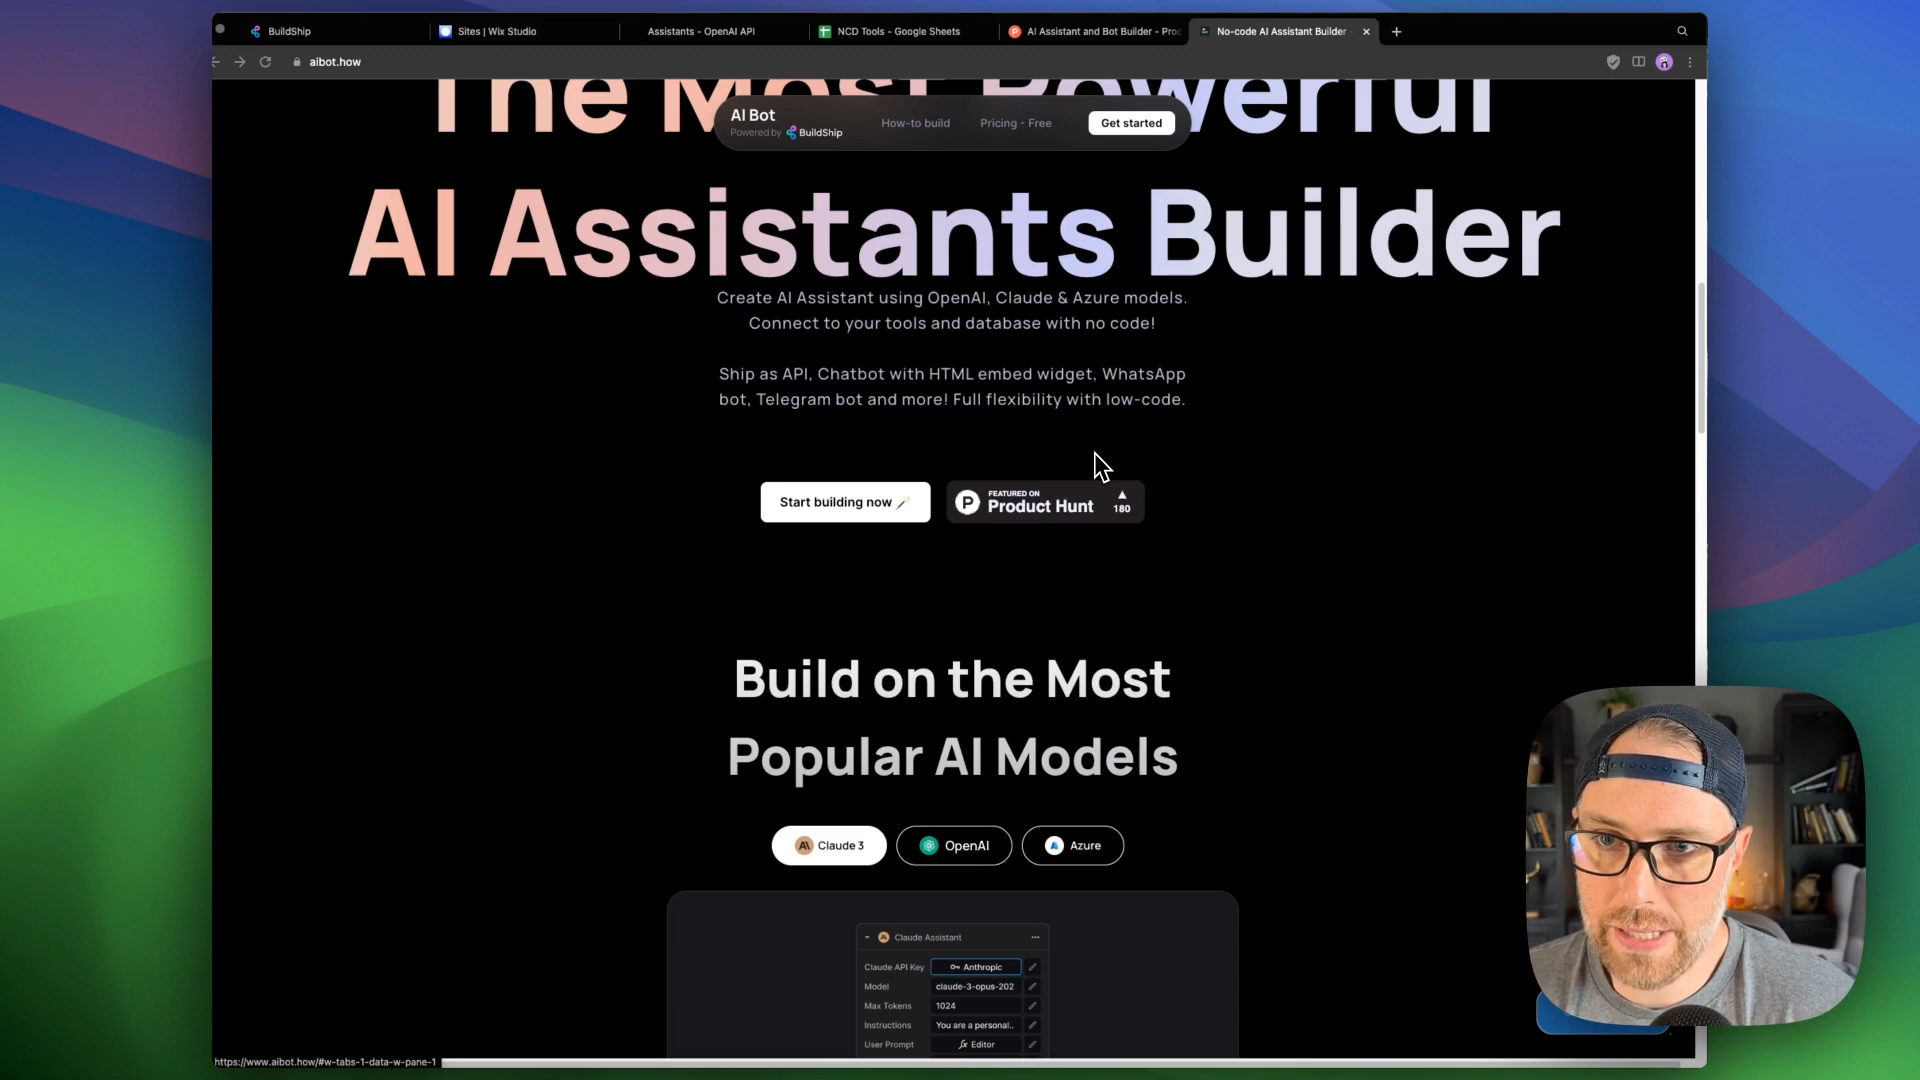 BuildShip
Sites | Wix Studio
Assistants - OpenAI API
NCD Tools - Google Sheets
AI Assistant and Bot Builder - Proc
No-code AI Assistant Builder
aibot.how
The Most Powerful
AI Bot
Powered by BuildShip
How-to build
Pricing - Free
Get started
AI Assistants Builder
Create AI Assistant using OpenAI, Claude & Azure models.
Connect to your tools and database with no code!
Ship as API, Chatbot with HTML embed widget, WhatsApp
bot, Telegram bot and more! Full flexibility with low-code.
Start building now
FEATURED ON
Product Hunt
180
Build on the Most
Popular AI Models
Claude 3
OpenAI
Azure
Claude Assistant
Claude API Key Anthropic
Model claude-3-opus-202
Max Tokens 1024
Instructions You are a personal..
User Prompt fx Editor
https://www.aibot.how/#w-tabs-1-data-w-pane-1